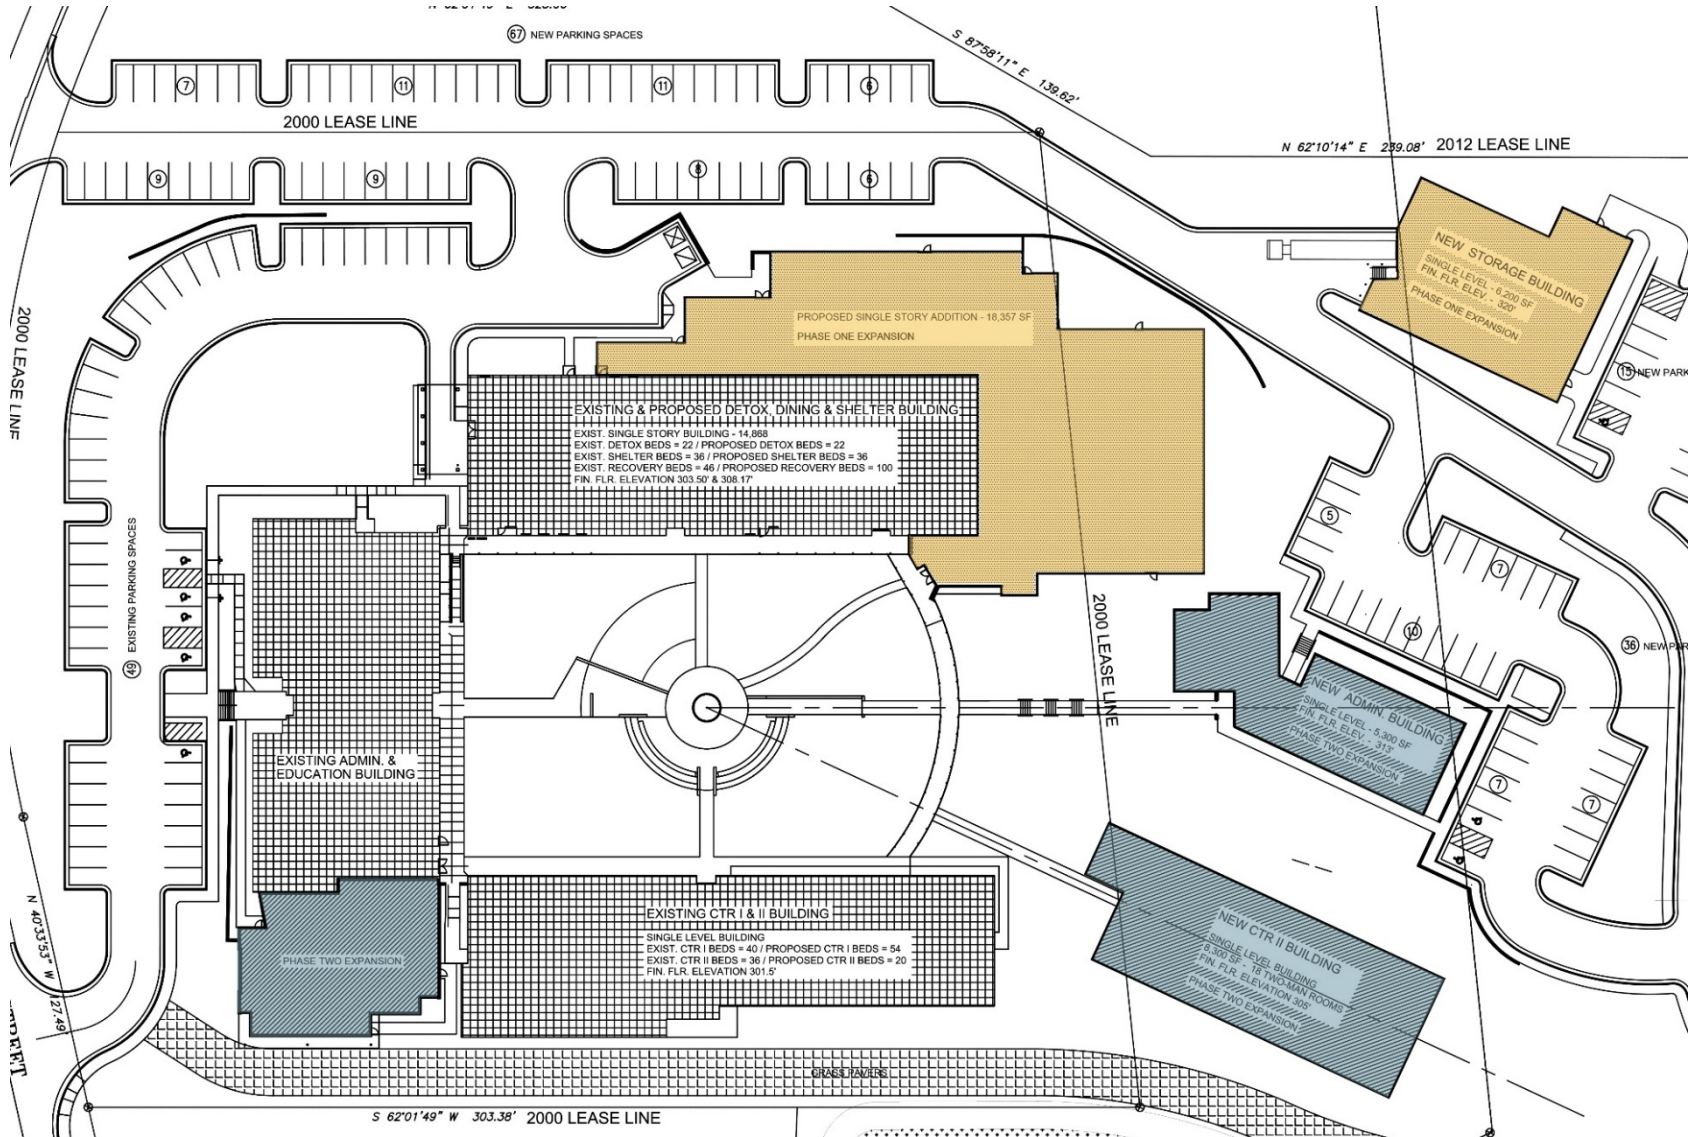 67 NEW PARKING SPACES
S 87°58'11" E 139.62'
7
11
11
6
2000 LEASE LINE
N 62°10'14" E 239.08' 2012 LEASE LINE
9
9
8
6
NEW STORAGE BUILDING
SINGLE LEVEL - 6,200 SF
FIN. FLR. ELEV. - 320'
PHASE ONE EXPANSION
2000 LEASE LINE
PROPOSED SINGLE STORY ADDITION - 18,357 SF
PHASE ONE EXPANSION
15 NEW PARK
EXISTING & PROPOSED DETOX, DINING & SHELTER BUILDING
EXIST. SINGLE STORY BUILDING - 14,868
EXIST. DETOX BEDS = 22 / PROPOSED DETOX BEDS = 22
EXIST. SHELTER BEDS = 36 / PROPOSED SHELTER BEDS = 36
EXIST. RECOVERY BEDS = 46 / PROPOSED RECOVERY BEDS = 100
FIN. FLR. ELEVATION 303.50' & 308.17'
5
7
49 EXISTING PARKING SPACES
2000 LEASE LINE
10
36 NEW PAR
NEW ADMIN. BUILDING
SINGLE LEVEL - 5,300 SF
FIN. FLR. ELEV. - 313'
PHASE TWO EXPANSION
EXISTING ADMIN. &
EDUCATION BUILDING
7
7
EXISTING CTR I & II BUILDING
SINGLE LEVEL BUILDING
EXIST. CTR I BEDS = 40 / PROPOSED CTR I BEDS = 54
EXIST. CTR II BEDS = 36 / PROPOSED CTR II BEDS = 20
FIN. FLR. ELEVATION 301.5'
NEW CTR II BUILDING
SINGLE LEVEL BUILDING
8,300 SF - 18 TWO-MAN ROOMS
FIN. FLR. ELEVATION 305'
PHASE TWO EXPANSION
PHASE TWO EXPANSION
N 40°33'53" W 127.49'
GRASS PAVERS
S 62°01'49" W 303.38' 2000 LEASE LINE